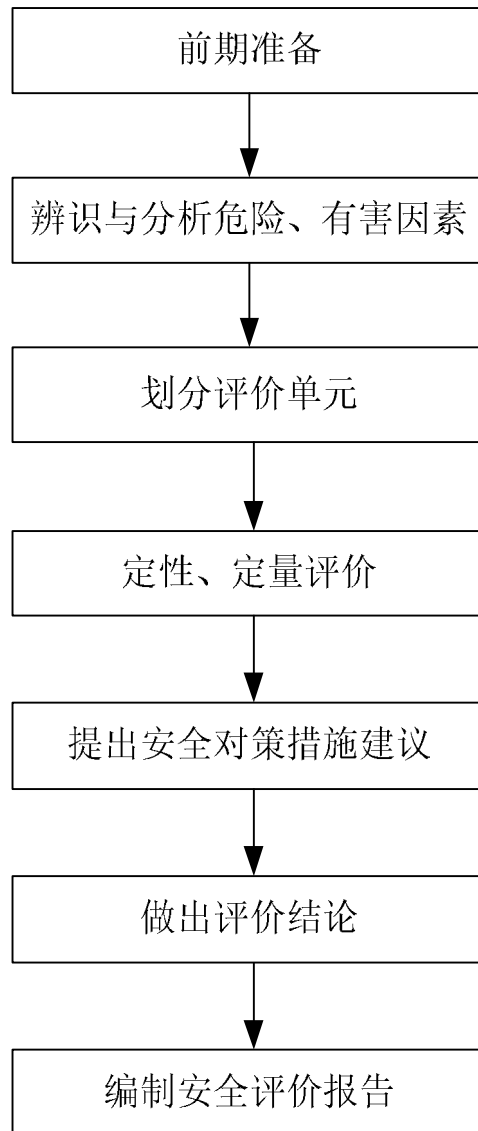 前期准备
辨识与分析危险、有害因素
划分评价单元
定性、定量评价
提出安全对策措施建议
做出评价结论
编制安全评价报告